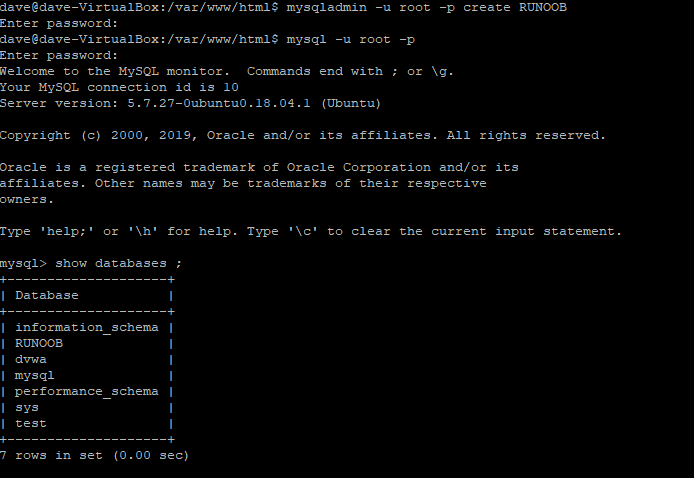 dave@dave-VirtualBox:/var/www/html$ mysqladmin -u root -p create RUNOOB
Enter password:
dave@dave-VirtualBox:/var/www/html$ mysql -u root -p
Enter password:
Welcome to the MySQL monitor.  Commands end with ; or \g.
Your MySQL connection id is 10
Server version: 5.7.27-0ubuntu0.18.04.1 (Ubuntu)

Copyright (c) 2000, 2019, Oracle and/or its affiliates. All rights reserved.

Oracle is a registered trademark of Oracle Corporation and/or its
affiliates. Other names may be trademarks of their respective
owners.

Type 'help;' or '\h' for help. Type '\c' to clear the current input statement.

mysql> show databases ;
+--------------------+
| Database           |
+--------------------+
| information_schema |
| RUNOOB             |
| dvwa               |
| mysql              |
| performance_schema |
| sys                |
| test               |
+--------------------+
7 rows in set (0.00 sec)